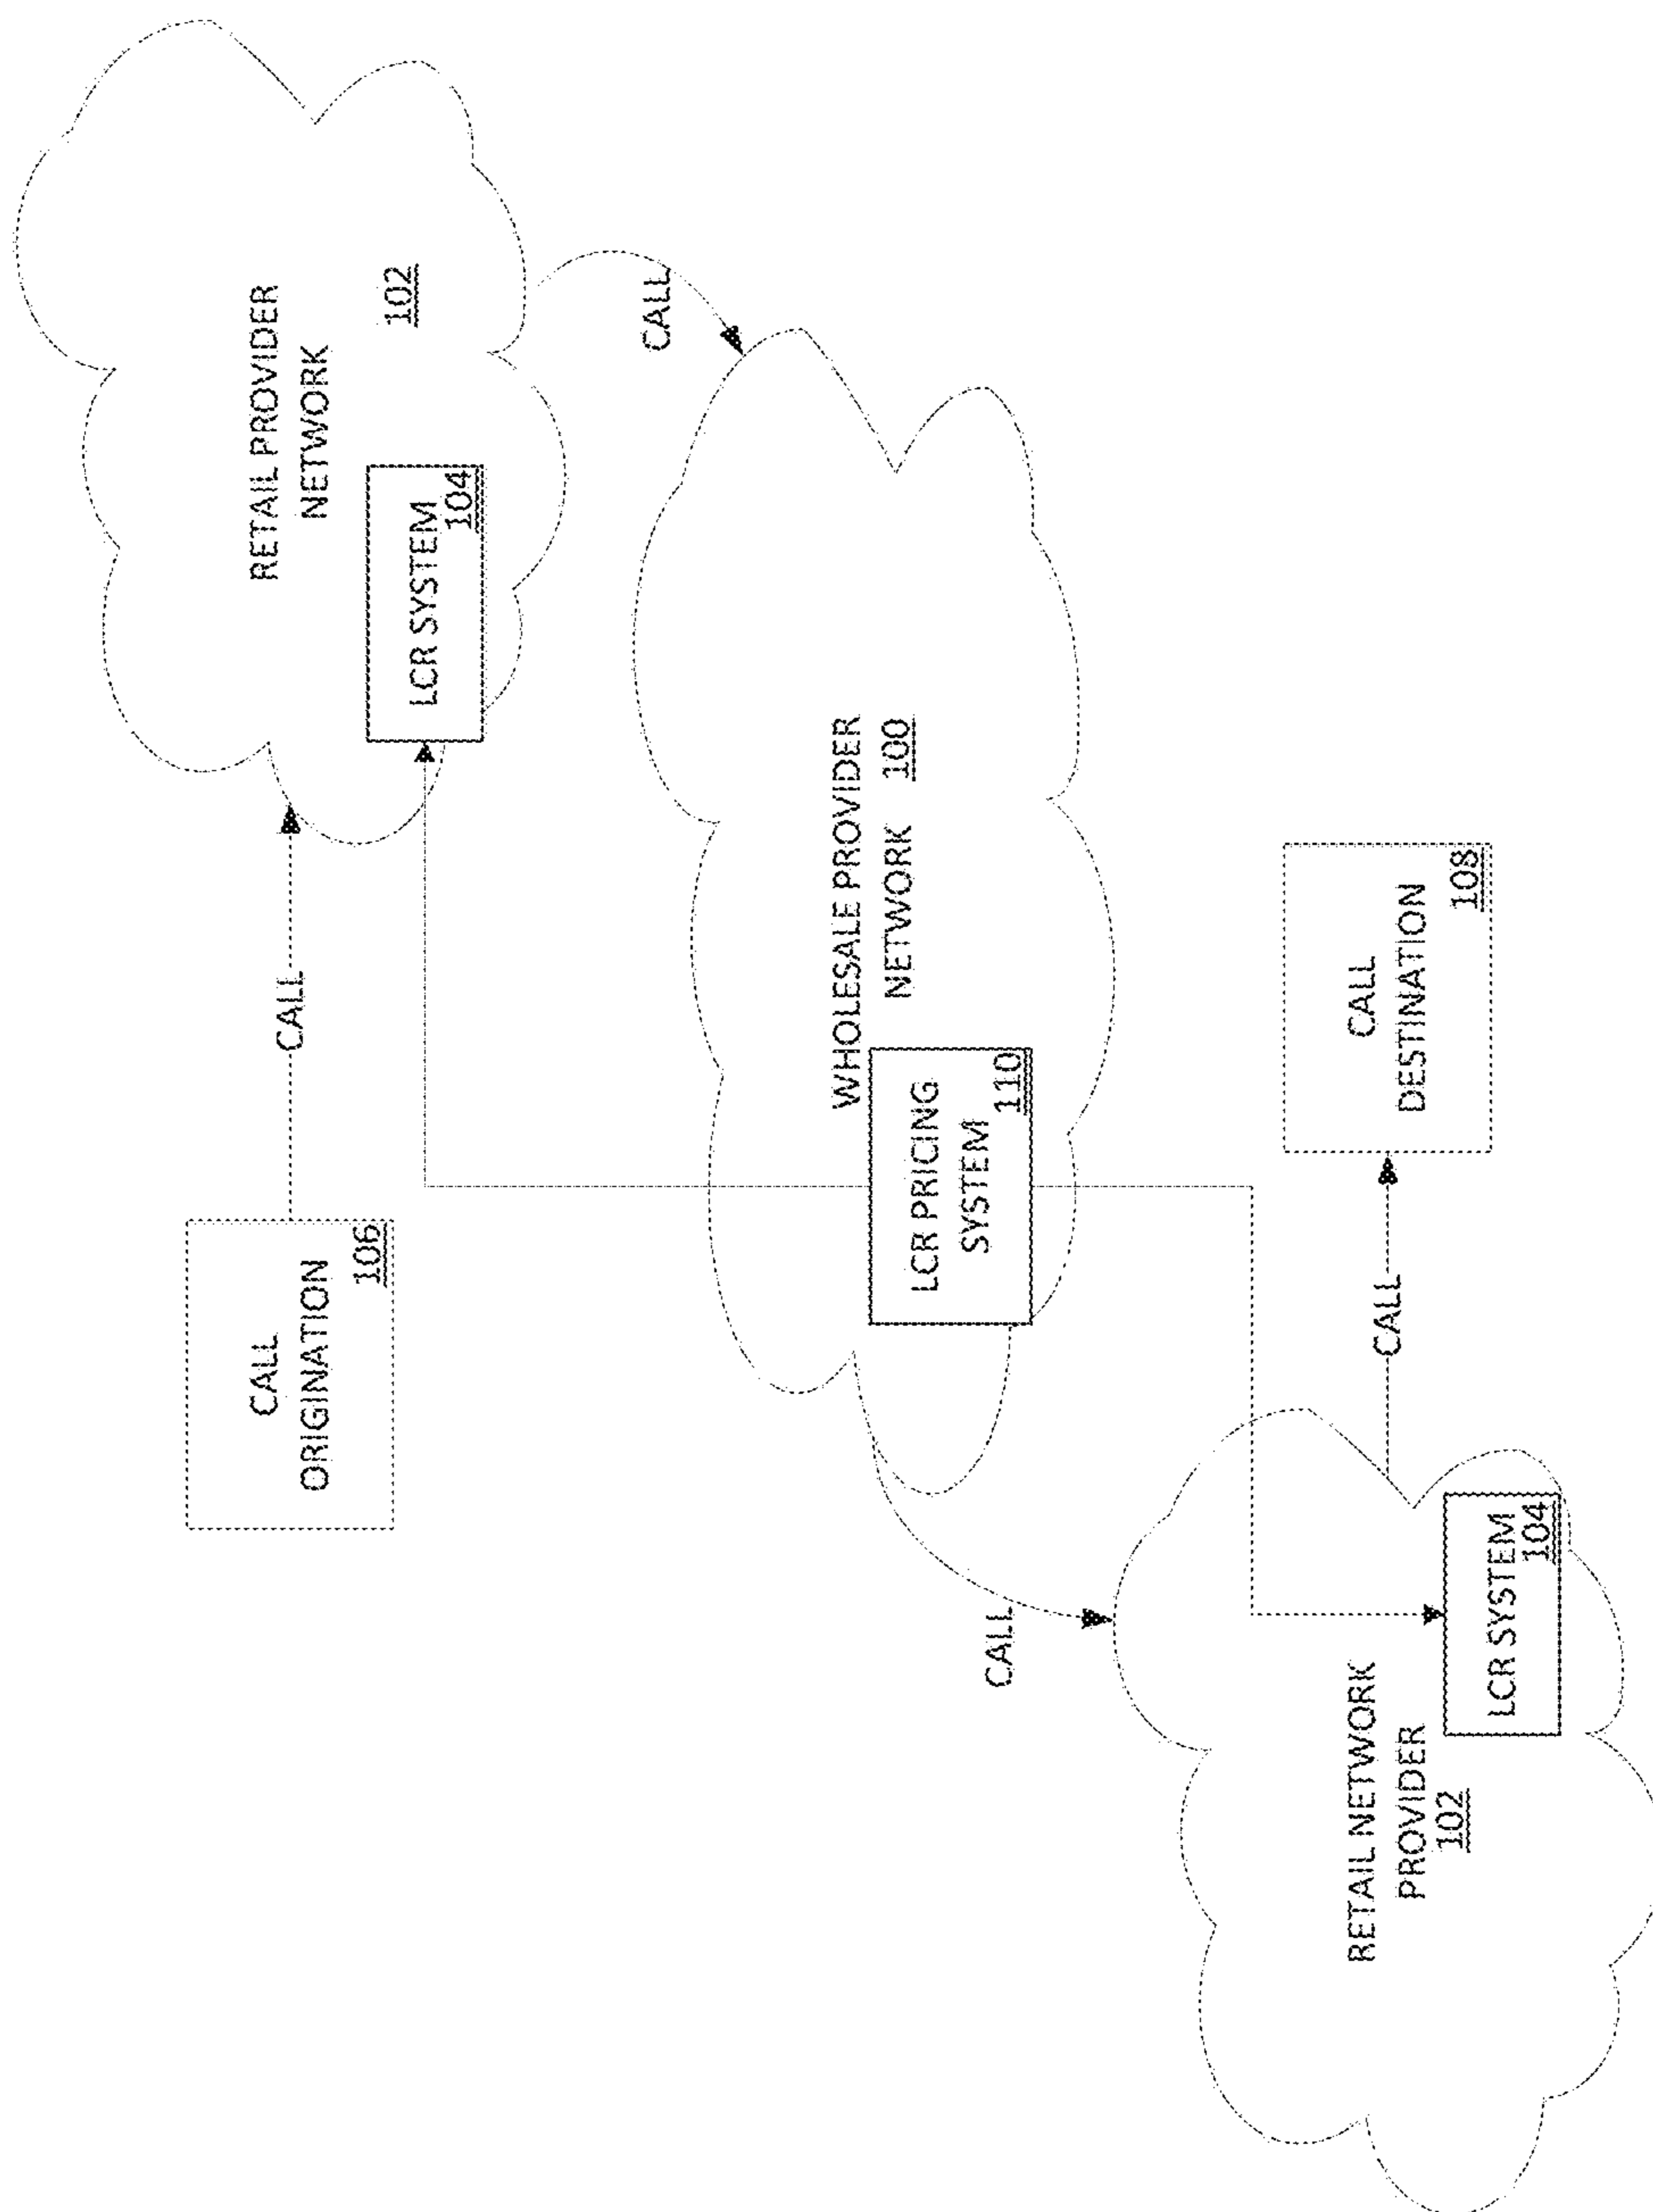 CALL
ORIGINATION
106
CALL
RETAIL PROVIDER
NETWORK
102
LCR SYSTEM
104
CALL
WHOLESALE PROVIDER
NETWORK 100
LCR PRICING
SYSTEM
110
CALL
RETAIL NETWORK
PROVIDER
102
LCR SYSTEM
104
CALL
CALL
DESTINATION
108